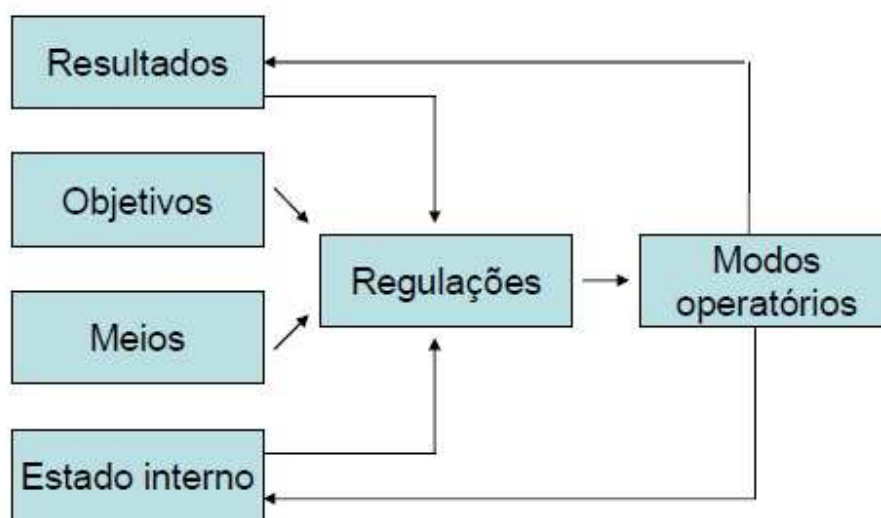 Resultados
Objetivos
Regulações
Modos
operatórios
Meios
Estado interno